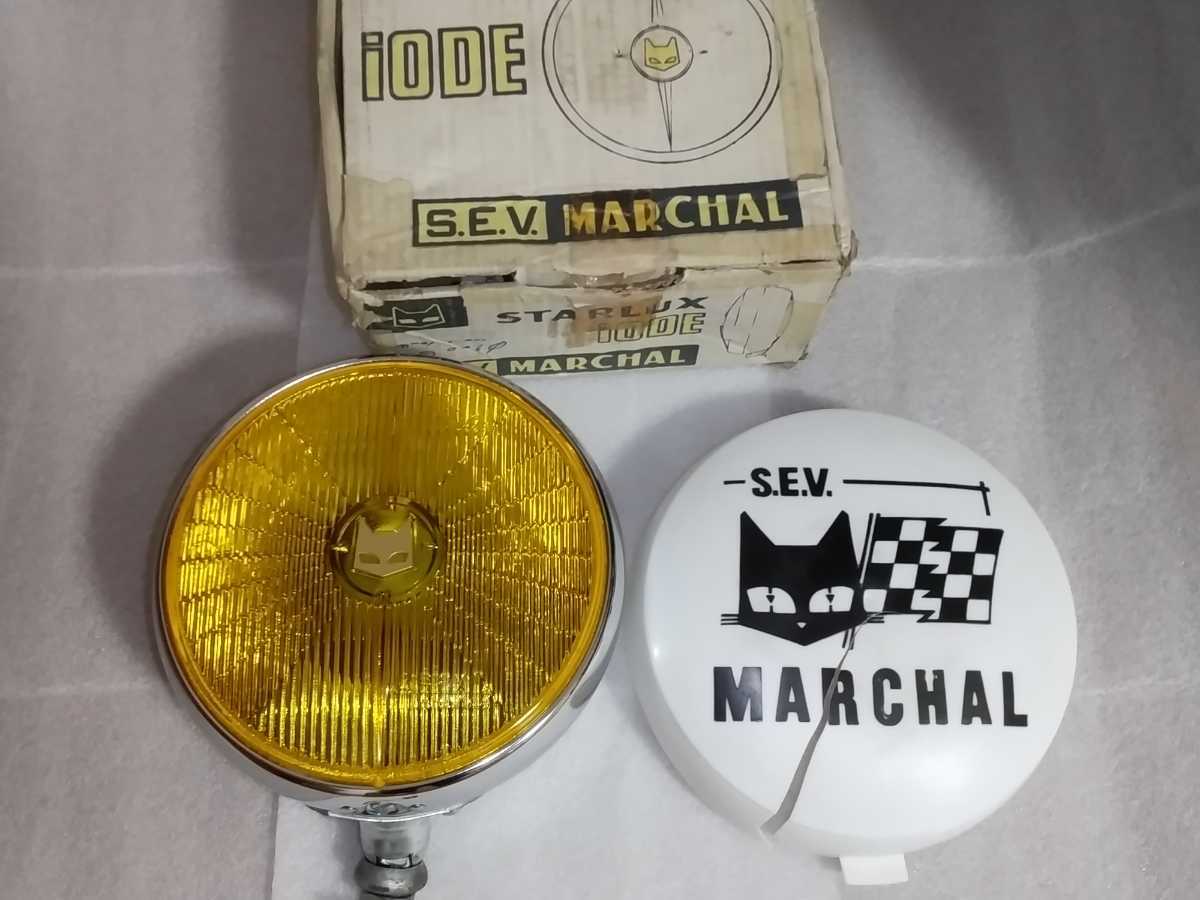 iODE
S.E.V. MARCHAL
STARLUX
iODE
MARCHAL
S.E.V.
MARCHAL